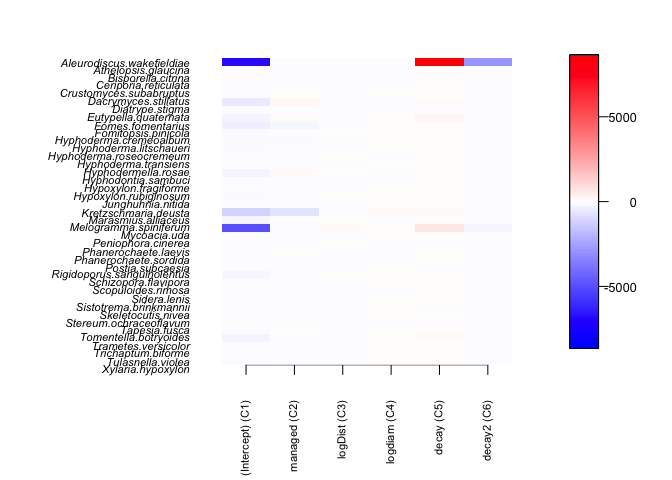 Aleurodiscus.wakefieldiae
Athelopsis.glaucina
Bisporella.citrina
Ceriporia.reticulata
Crustomyces.subabruptus
Dacrymyces.stillatus
Diatrype.stigma
Eutypella.quaternata
Fomes.fomentarius
Fomitopsis.pinicola
Hyphoderma.cremeoalbum
Hyphoderma.litschaueri
Hyphoderma.roseocremeum
Hyphoderma.transiens
Hyphodermella.rosae
Hyphodontia.sambuci
Hypoxylon.fragiforme
Hypoxylon.rubiginosum
Junghuhnia.nitida
Kretzschmaria.deusta
Marasmius.alliaceus
Melogramma.spiniferum
Mycoacia.uda
Peniophora.cinerea
Phanerochaete.laevis
Phanerochaete.sordida
Postia.subcaesia
Rigidoporus.sanguinolentus
Schizopora.flavipora
Scopuloides.rimosa
Sidera.lenis
Sistotrema.brinkmannii
Skeletocutis.nivea
Stereum.ochraceoflavum
Tapesia.fusca
Tomentella.botryoides
Trametes.versicolor
Trichaptum.biforme
Tulasnella.violea
Xylaria.hypoxylon
(Intercept) (C1)
managed (C2)
logDist (C3)
logdiam (C4)
decay (C5)
decay2 (C6)
5000
0
-5000